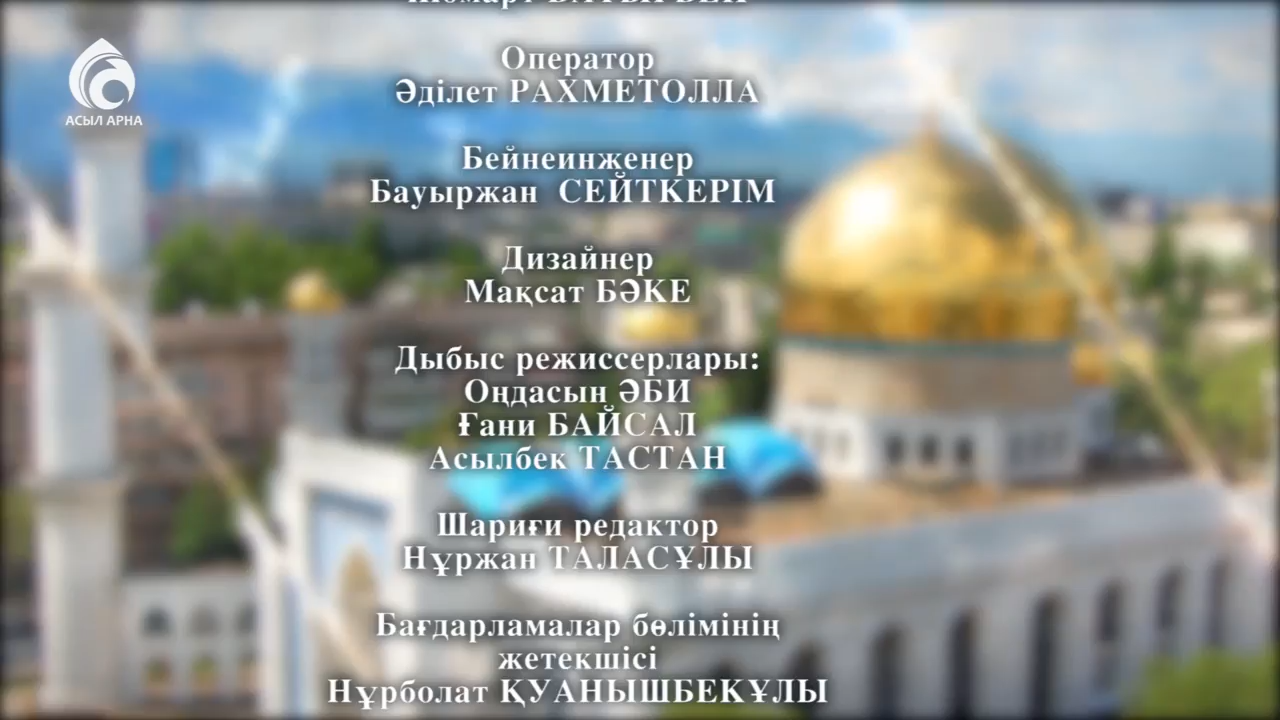 АСЫЛ АРНА
Оператор
Әділет РАХМЕТОЛЛА
Бейнеинженер
Бауыржан СЕЙТКЕРІМ
Дизайнер
Мақсат БӘКЕ
Дыбыс режиссерлары:
Оңдасын ӘБИ
Ғани БАЙСАЛ
Асылбек ТАСТАН
Шариғи редактор
Нұржан ТАЛАСҰЛЫ
Бағдарламалар бөлімінің
жетекшісі
Нұрболат ҚУАНЫШБЕКҰЛЫ